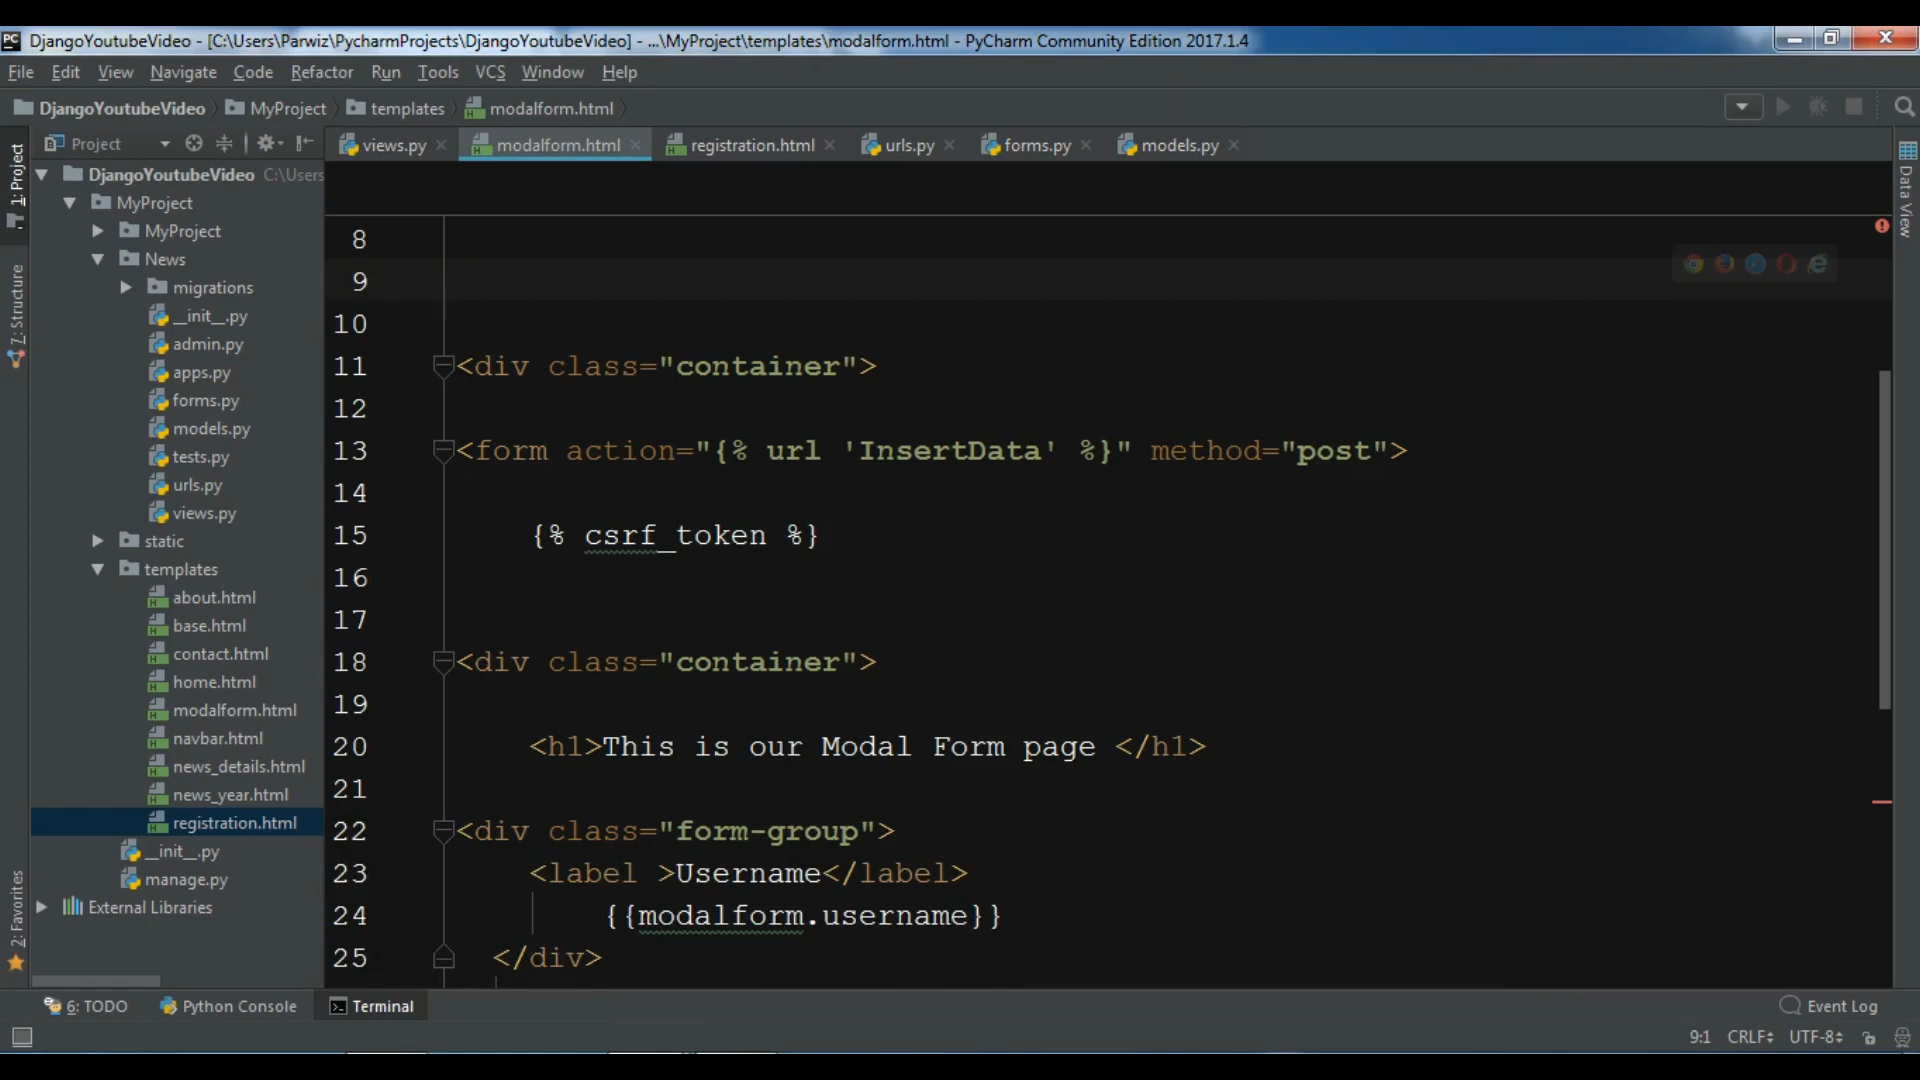 DjangoYoutubeVideo - [C:\Users\Parwiz\PycharmProjects\DjangoYoutubeVideo] - ...\MyProject\templates\modalform.html - PyCharm Community Edition 2017.1.4
File Edit View Navigate Code Refactor Run Tools VCS Window Help
DjangoYoutubeVideo MyProject templates modalform.html
Project
views.py modalform.html registration.html urls.py forms.py models.py
1: Project
7: Structure
2: Favorites
DjangoYoutubeVideo C:\Users
MyProject
MyProject
News
migrations
__init__.py
admin.py
apps.py
forms.py
models.py
tests.py
urls.py
views.py
static
templates
about.html
base.html
contact.html
home.html
modalform.html
navbar.html
news_details.html
news_year.html
registration.html
__init__.py
manage.py
External Libraries
8
9
10
11 <div class="container">
12
13 <form action="{% url 'InsertData' %}" method="post">
14
15 {% csrf_token %}
16
17
18 <div class="container">
19
20 <h1>This is our Modal Form page </h1>
21
22 <div class="form-group">
23 <label >Username</label>
24 {{modalform.username}}
25 </div>
Data View
6: TODO Python Console Terminal Event Log
9:1 CRLF UTF-8